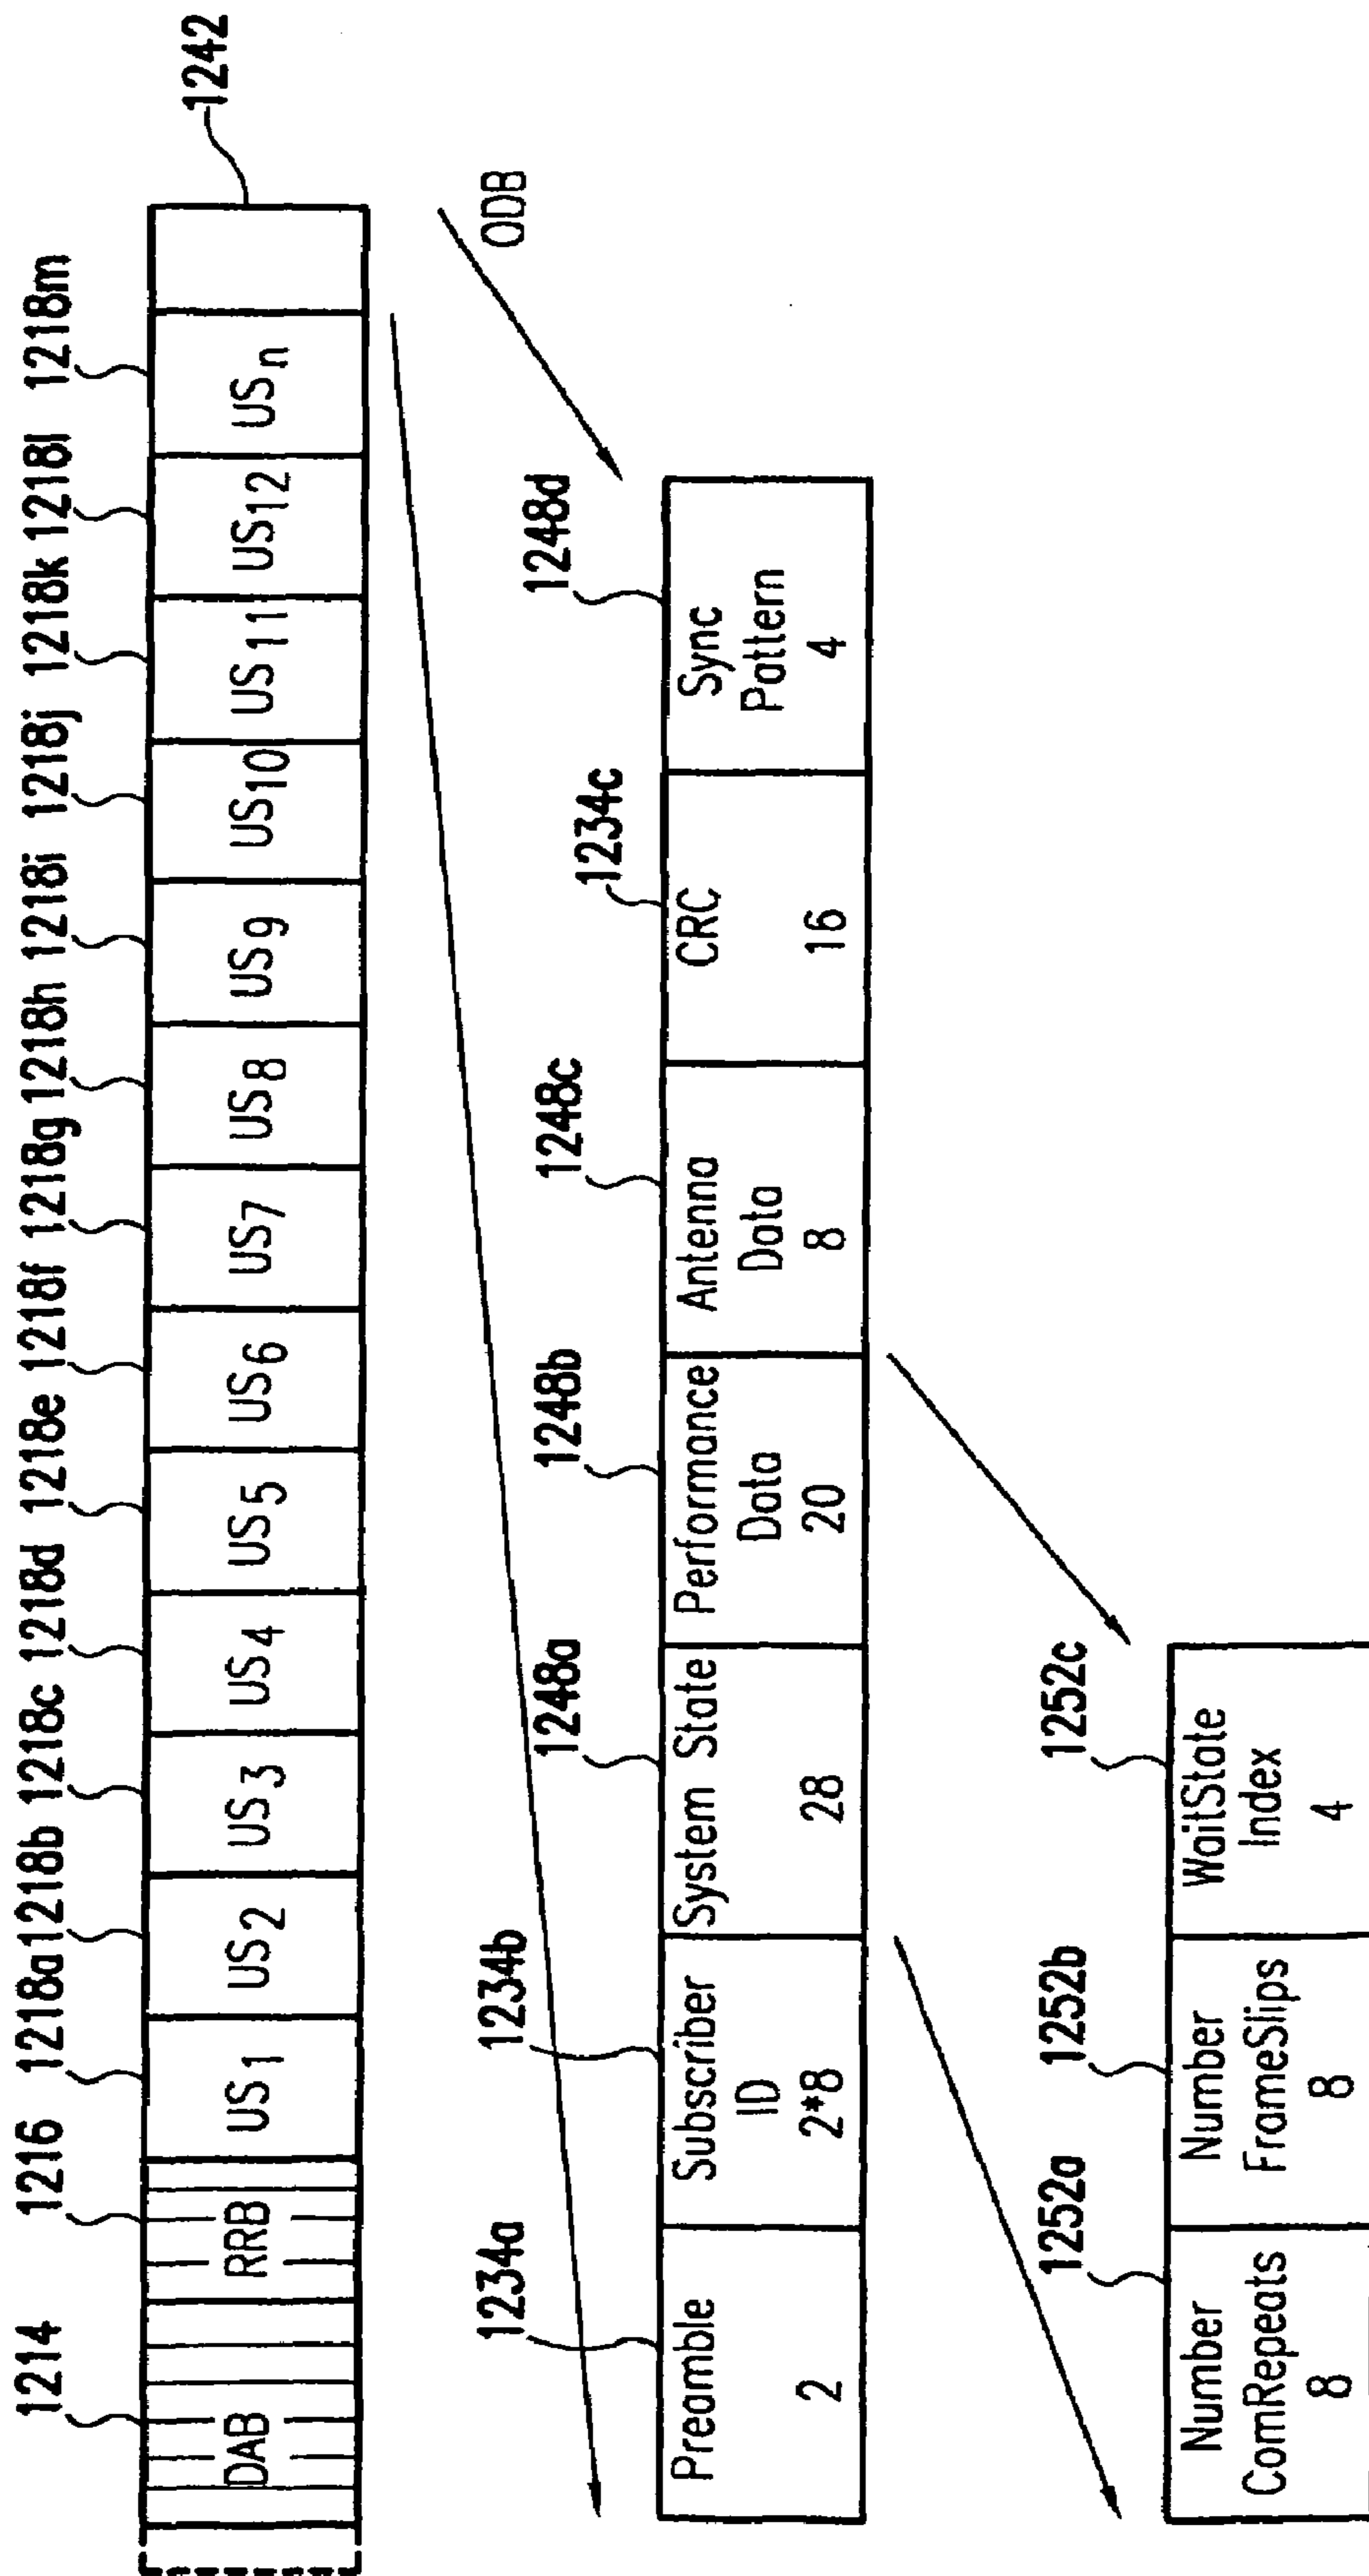 1214
1216
1218a
1218b
1218c
1218d
1218e
1218f
1218g
1218h
1218i
1218j
1218k
1218l
1218m
1242
DAB
RRB
US1
US2
US3
US4
US5
US6
US7
US8
US9
US10
US11
US12
USn
ODB
1234a
1234b
1248a
1248b
1248c
1234c
1248d
Preamble
2
Subscriber
ID
2*8
System State
28
Performance
Data
20
Antenna
Data
8
CRC
16
Sync
Pattern
4
1252a
1252b
1252c
Number
ComRepeats
8
Number
FrameSlips
8
WaitState
Index
4